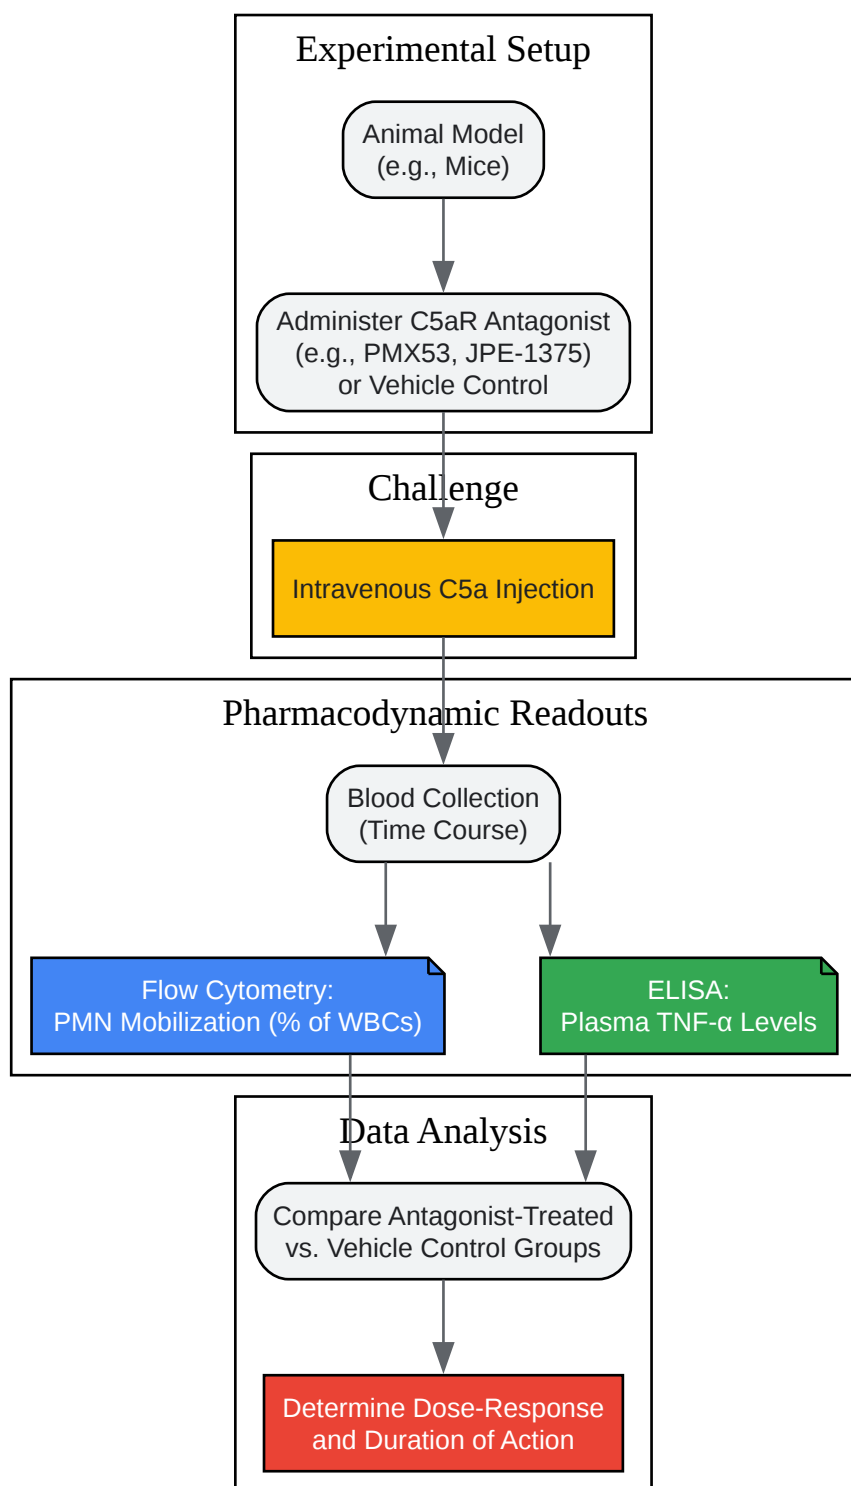 Experimental Setup
Animal Model
(e.g., Mice)
Administer C5aR Antagonist
(e.g., PMX53, JPE-1375)
or Vehicle Control
Challenge
Intravenous C5a Injection
Pharmacodynamic Readouts
Blood Collection
(Time Course)
Flow Cytometry:
PMN Mobilization (% of WBCs)
ELISA:
Plasma TNF-α Levels
Data Analysis
Compare Antagonist-Treated
vs. Vehicle Control Groups
Determine Dose-Response
and Duration of Action